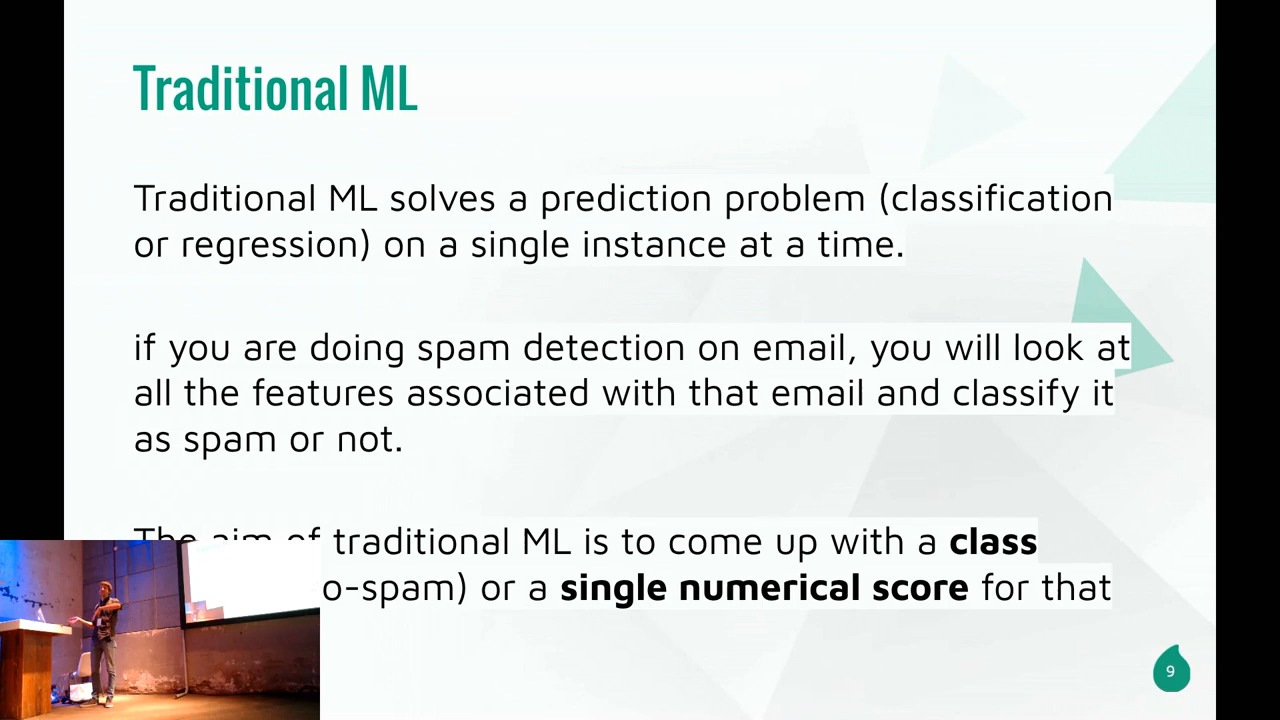 Traditional ML
Traditional ML solves a prediction problem (classification
or regression) on a single instance at a time.
if you are doing spam detection on email, you will look at
all the features associated with that email and classify it
as spam or not.
The aim of traditional ML is to come up with a class
o-spam) or a single numerical score for that
9